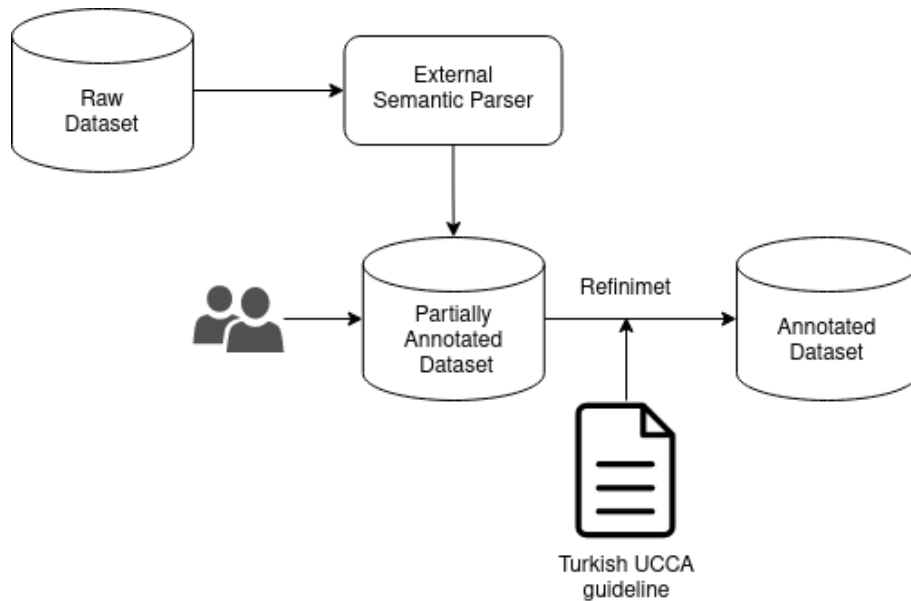 Raw
Dataset
External
Semantic Parser
Partially
Annotated
Dataset
Refinimet
Annotated
Dataset
Turkish UCCA
guideline